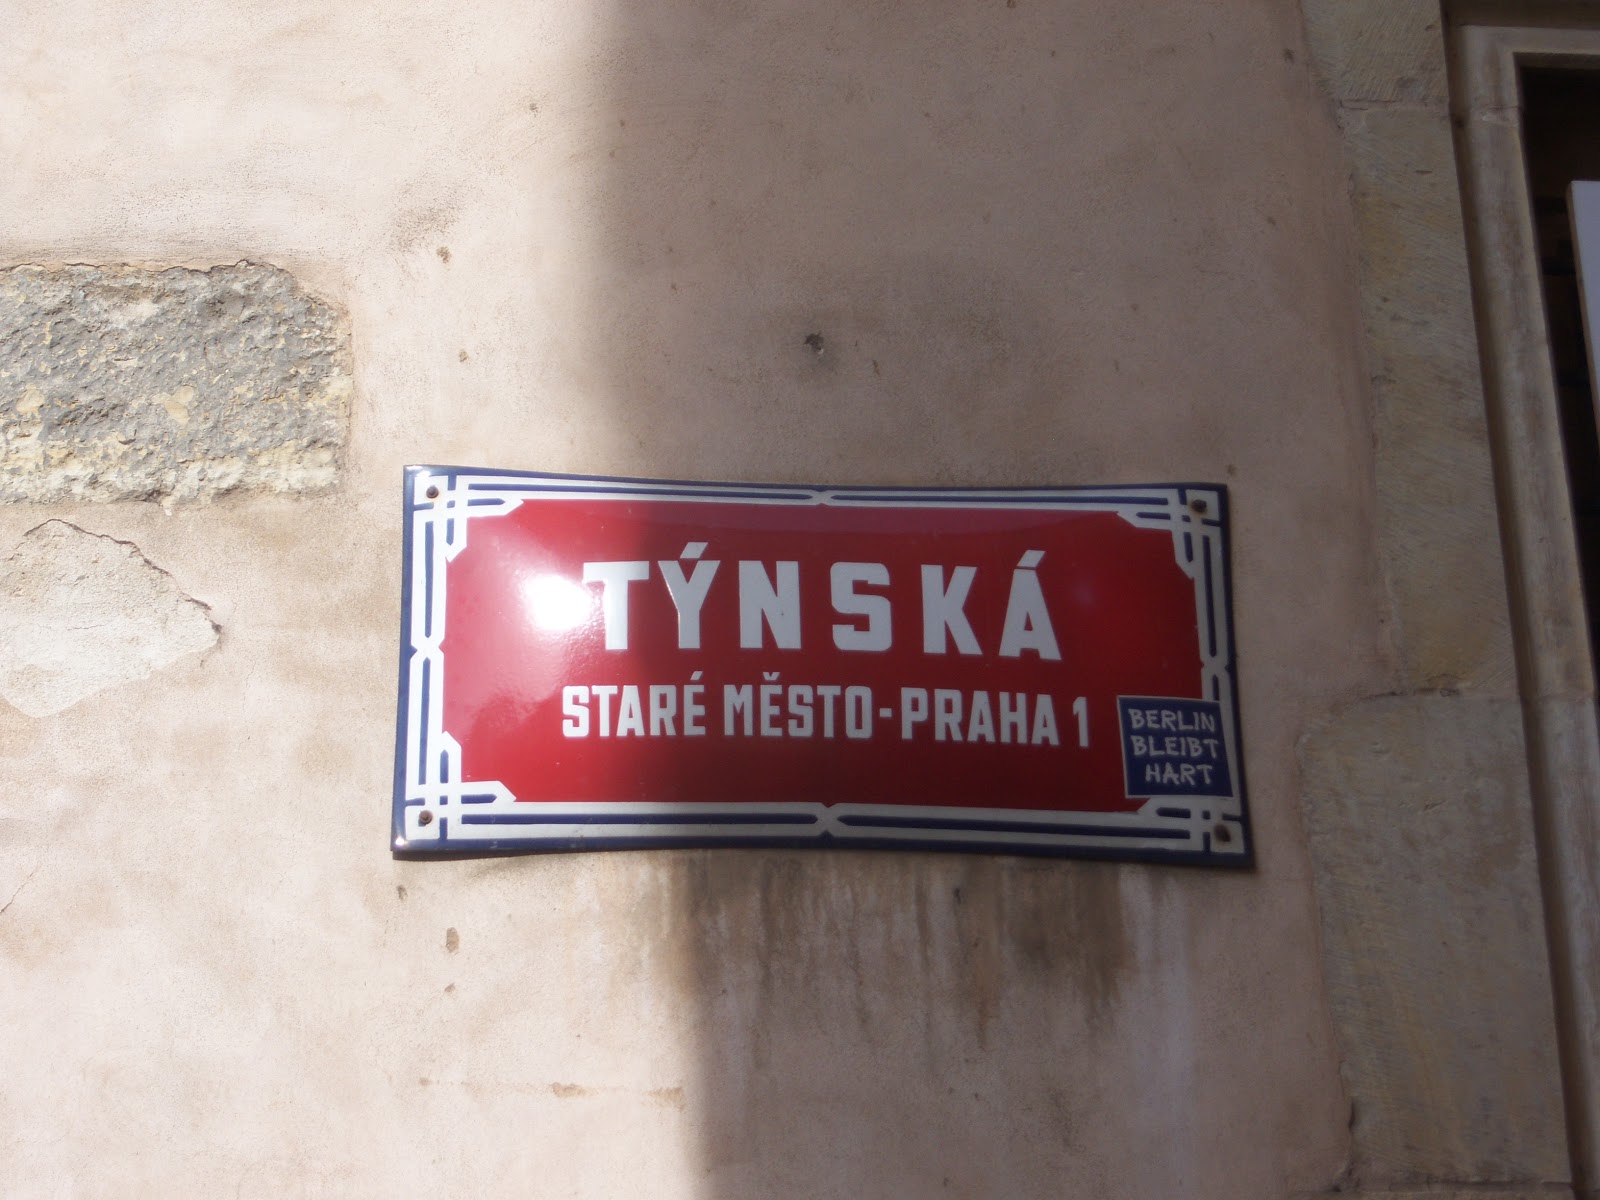 TÝNSKÁ
STARÉ MĚSTO-PRAHA 1
BERLIN
BLEIBT
HART